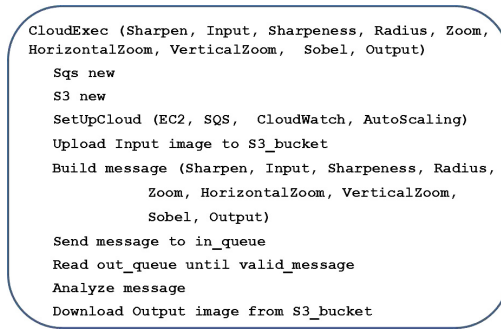 CloudExec (Sharpen, Input, Sharpeness, Radius, Zoom,
HorizontalZoom, VerticalZoom, Sobel, Output)
Sqs new
S3 new
SetUpCloud (EC2, SQS, CloudWatch, AutoScaling)
Upload Input image to S3_bucket
Build message (Sharpen, Input, Sharpeness, Radius,
Zoom, HorizontalZoom, VerticalZoom,
Sobel, Output)
Send message to in_queue
Read out_queue until valid_message
Analyze message
Download Output image from S3_bucket